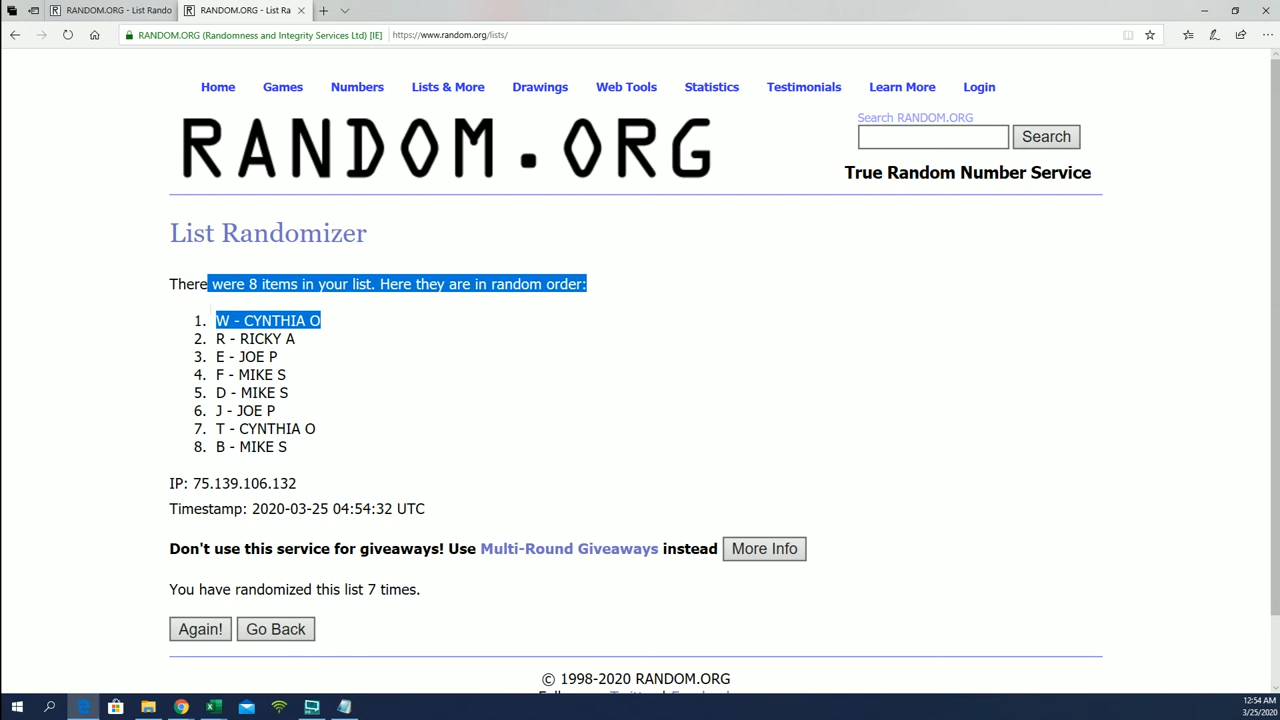 RANDOM.ORG - List Rando
RANDOM.ORG - List Ra
RANDOM.ORG (Randomness and Integrity Services Ltd) [IE]
https://www.random.org/lists/
Home Games Numbers Lists & More Drawings Web Tools Statistics Testimonials Learn More Login
Search RANDOM.ORG
RANDOM.ORG
Search
True Random Number Service
List Randomizer
There were 8 items in your list. Here they are in random order:
1. W - CYNTHIA O
2. R - RICKY A
3. E - JOE P
4. F - MIKE S
5. D - MIKE S
6. J - JOE P
7. T - CYNTHIA O
8. B - MIKE S
IP: 75.139.106.132
Timestamp: 2020-03-25 04:54:32 UTC
Don't use this service for giveaways! Use Multi-Round Giveaways instead More Info
You have randomized this list 7 times.
Again! Go Back
© 1998-2020 RANDOM.ORG
12:54 AM
3/25/2020